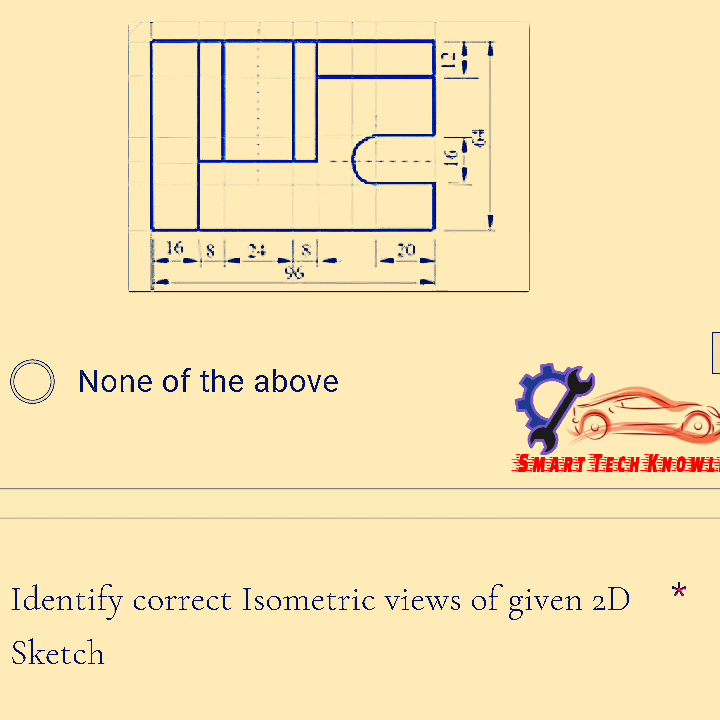 12
64
16
16 8 24 8 20
96
None of the above
SMART TECH KNOWL
Identify correct Isometric views of given 2D *
Sketch